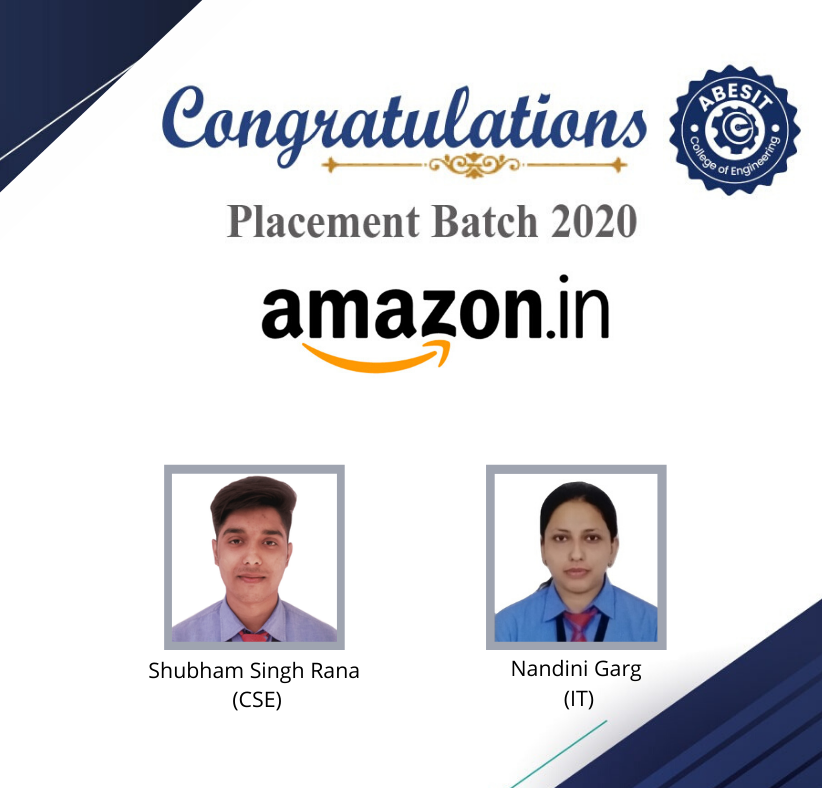 Congratulations
ABESIT
College of Engineering
Placement Batch 2020
amazon.in
Shubham Singh Rana
(CSE)
Nandini Garg
(IT)